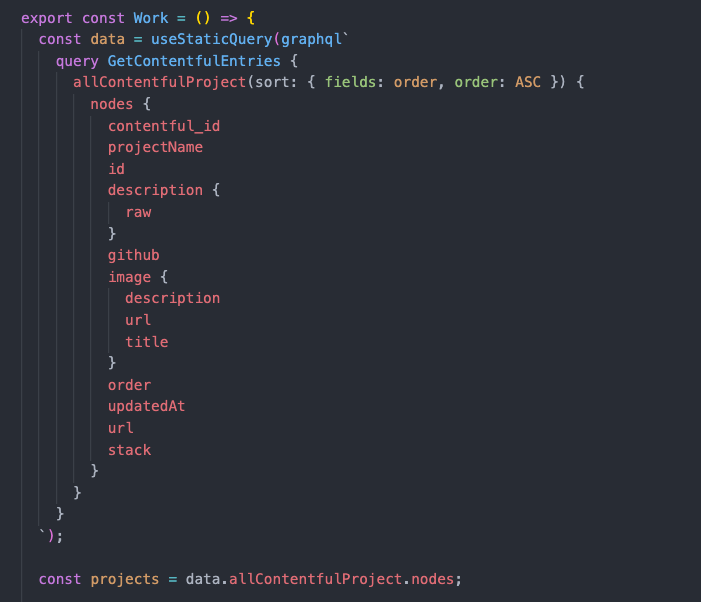 export const Work = () => {
const data = useStaticQuery(graphql`
query GetContentfulEntries {
allContentfulProject(sort: { fields: order, order: ASC }) {
nodes {
contentful_id
projectName
id
description {
raw
}
github
image {
description
url
title
}
order
updatedAt
url
stack
}
}
}
`);
const projects = data.allContentfulProject.nodes;